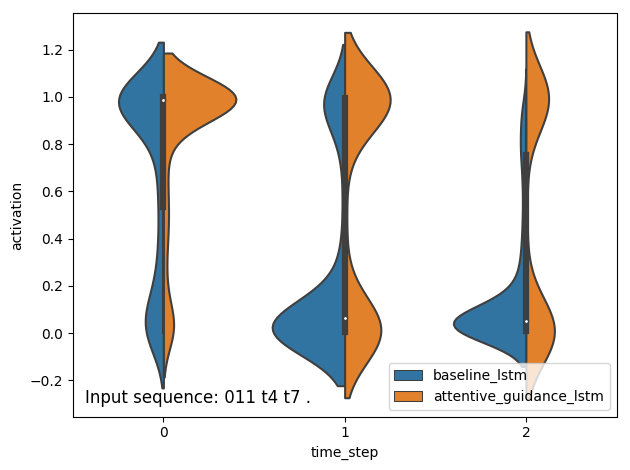 1.2
1.0
0.8
0.6
0.4
0.2
0.0
−0.2
activation
Input sequence: 011 t4 t7 .
baseline_lstm
attentive_guidance_lstm
0 1 2
time_step